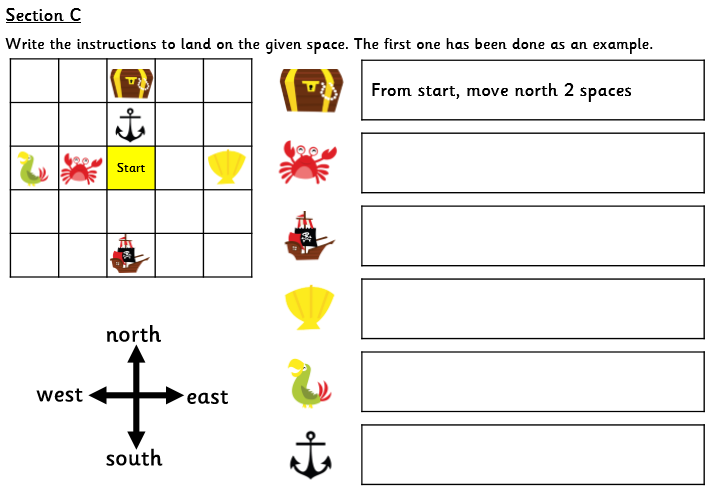 Section C
Write the instructions to land on the given space. The first one has been done as an example.
From start, move north 2 spaces
Start
north
west
east
south